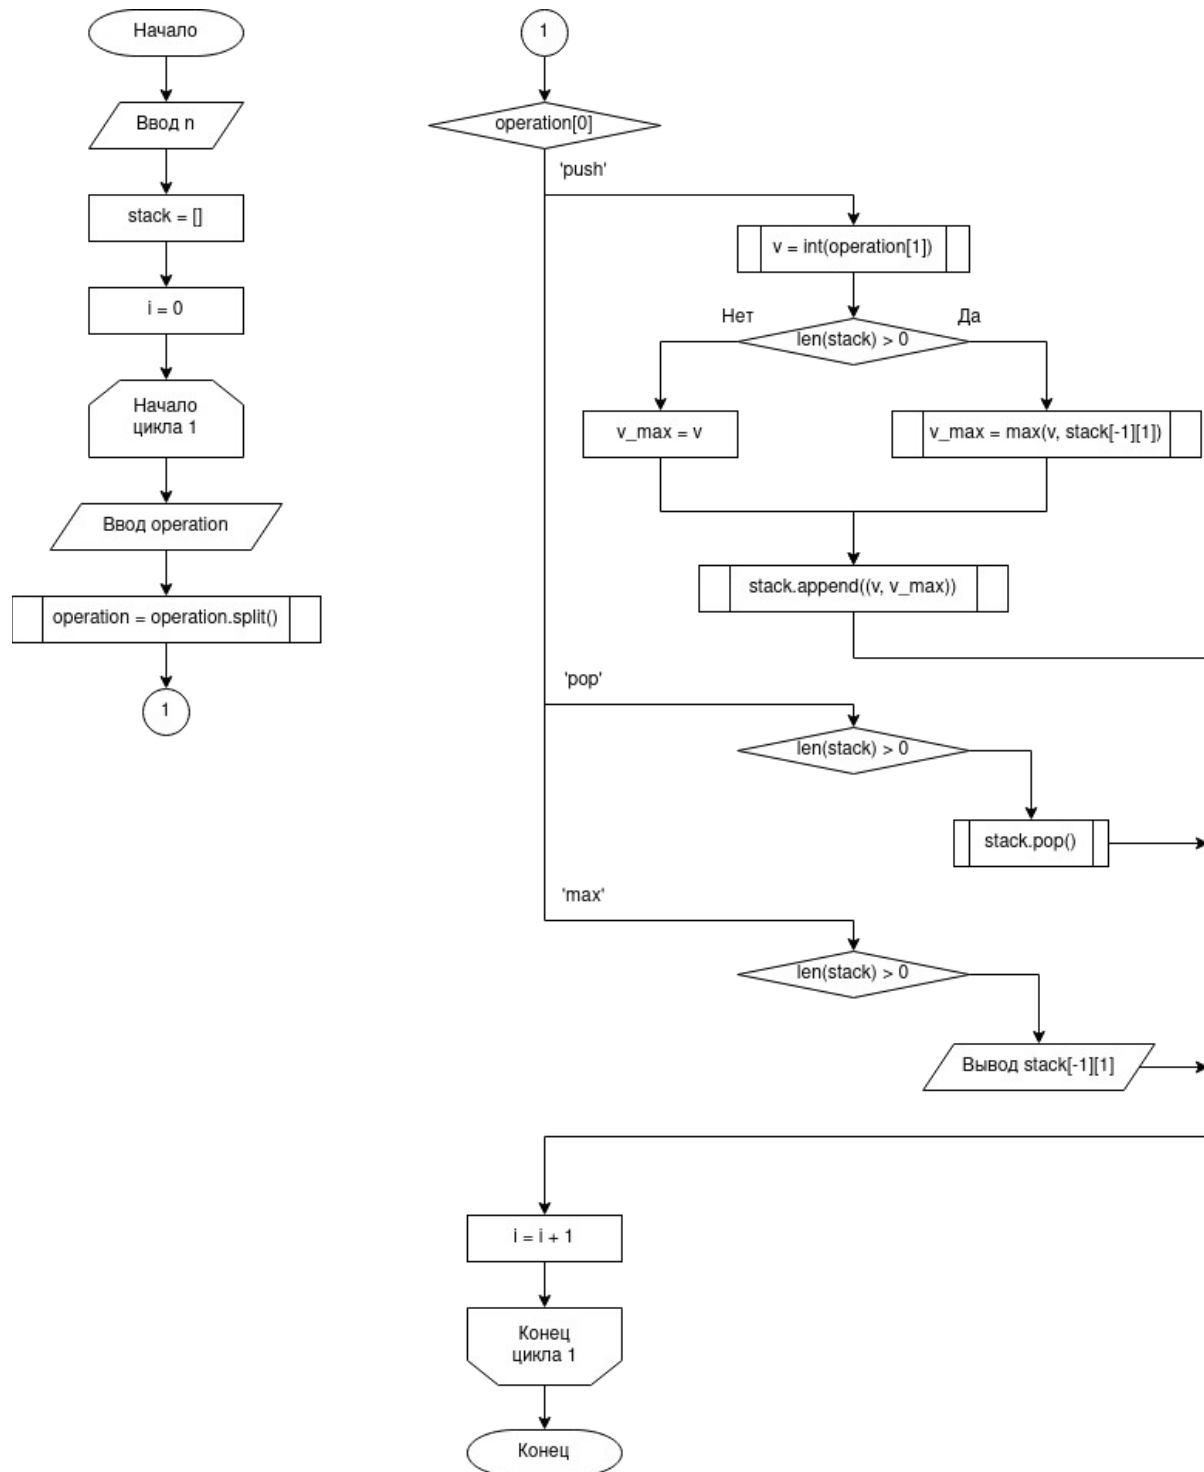 Начало
Ввод n
stack = []
i = 0
Начало
цикла 1
Ввод operation
operation = operation.split()
1
1
operation[0]
'push'
v = int(operation[1])
Нет
Да
len(stack) > 0
v_max = v
v_max = max(v, stack[-1][1])
stack.append((v, v_max))
'pop'
len(stack) > 0
stack.pop()
'max'
len(stack) > 0
Вывод stack[-1][1]
i = i + 1
Конец
цикла 1
Конец